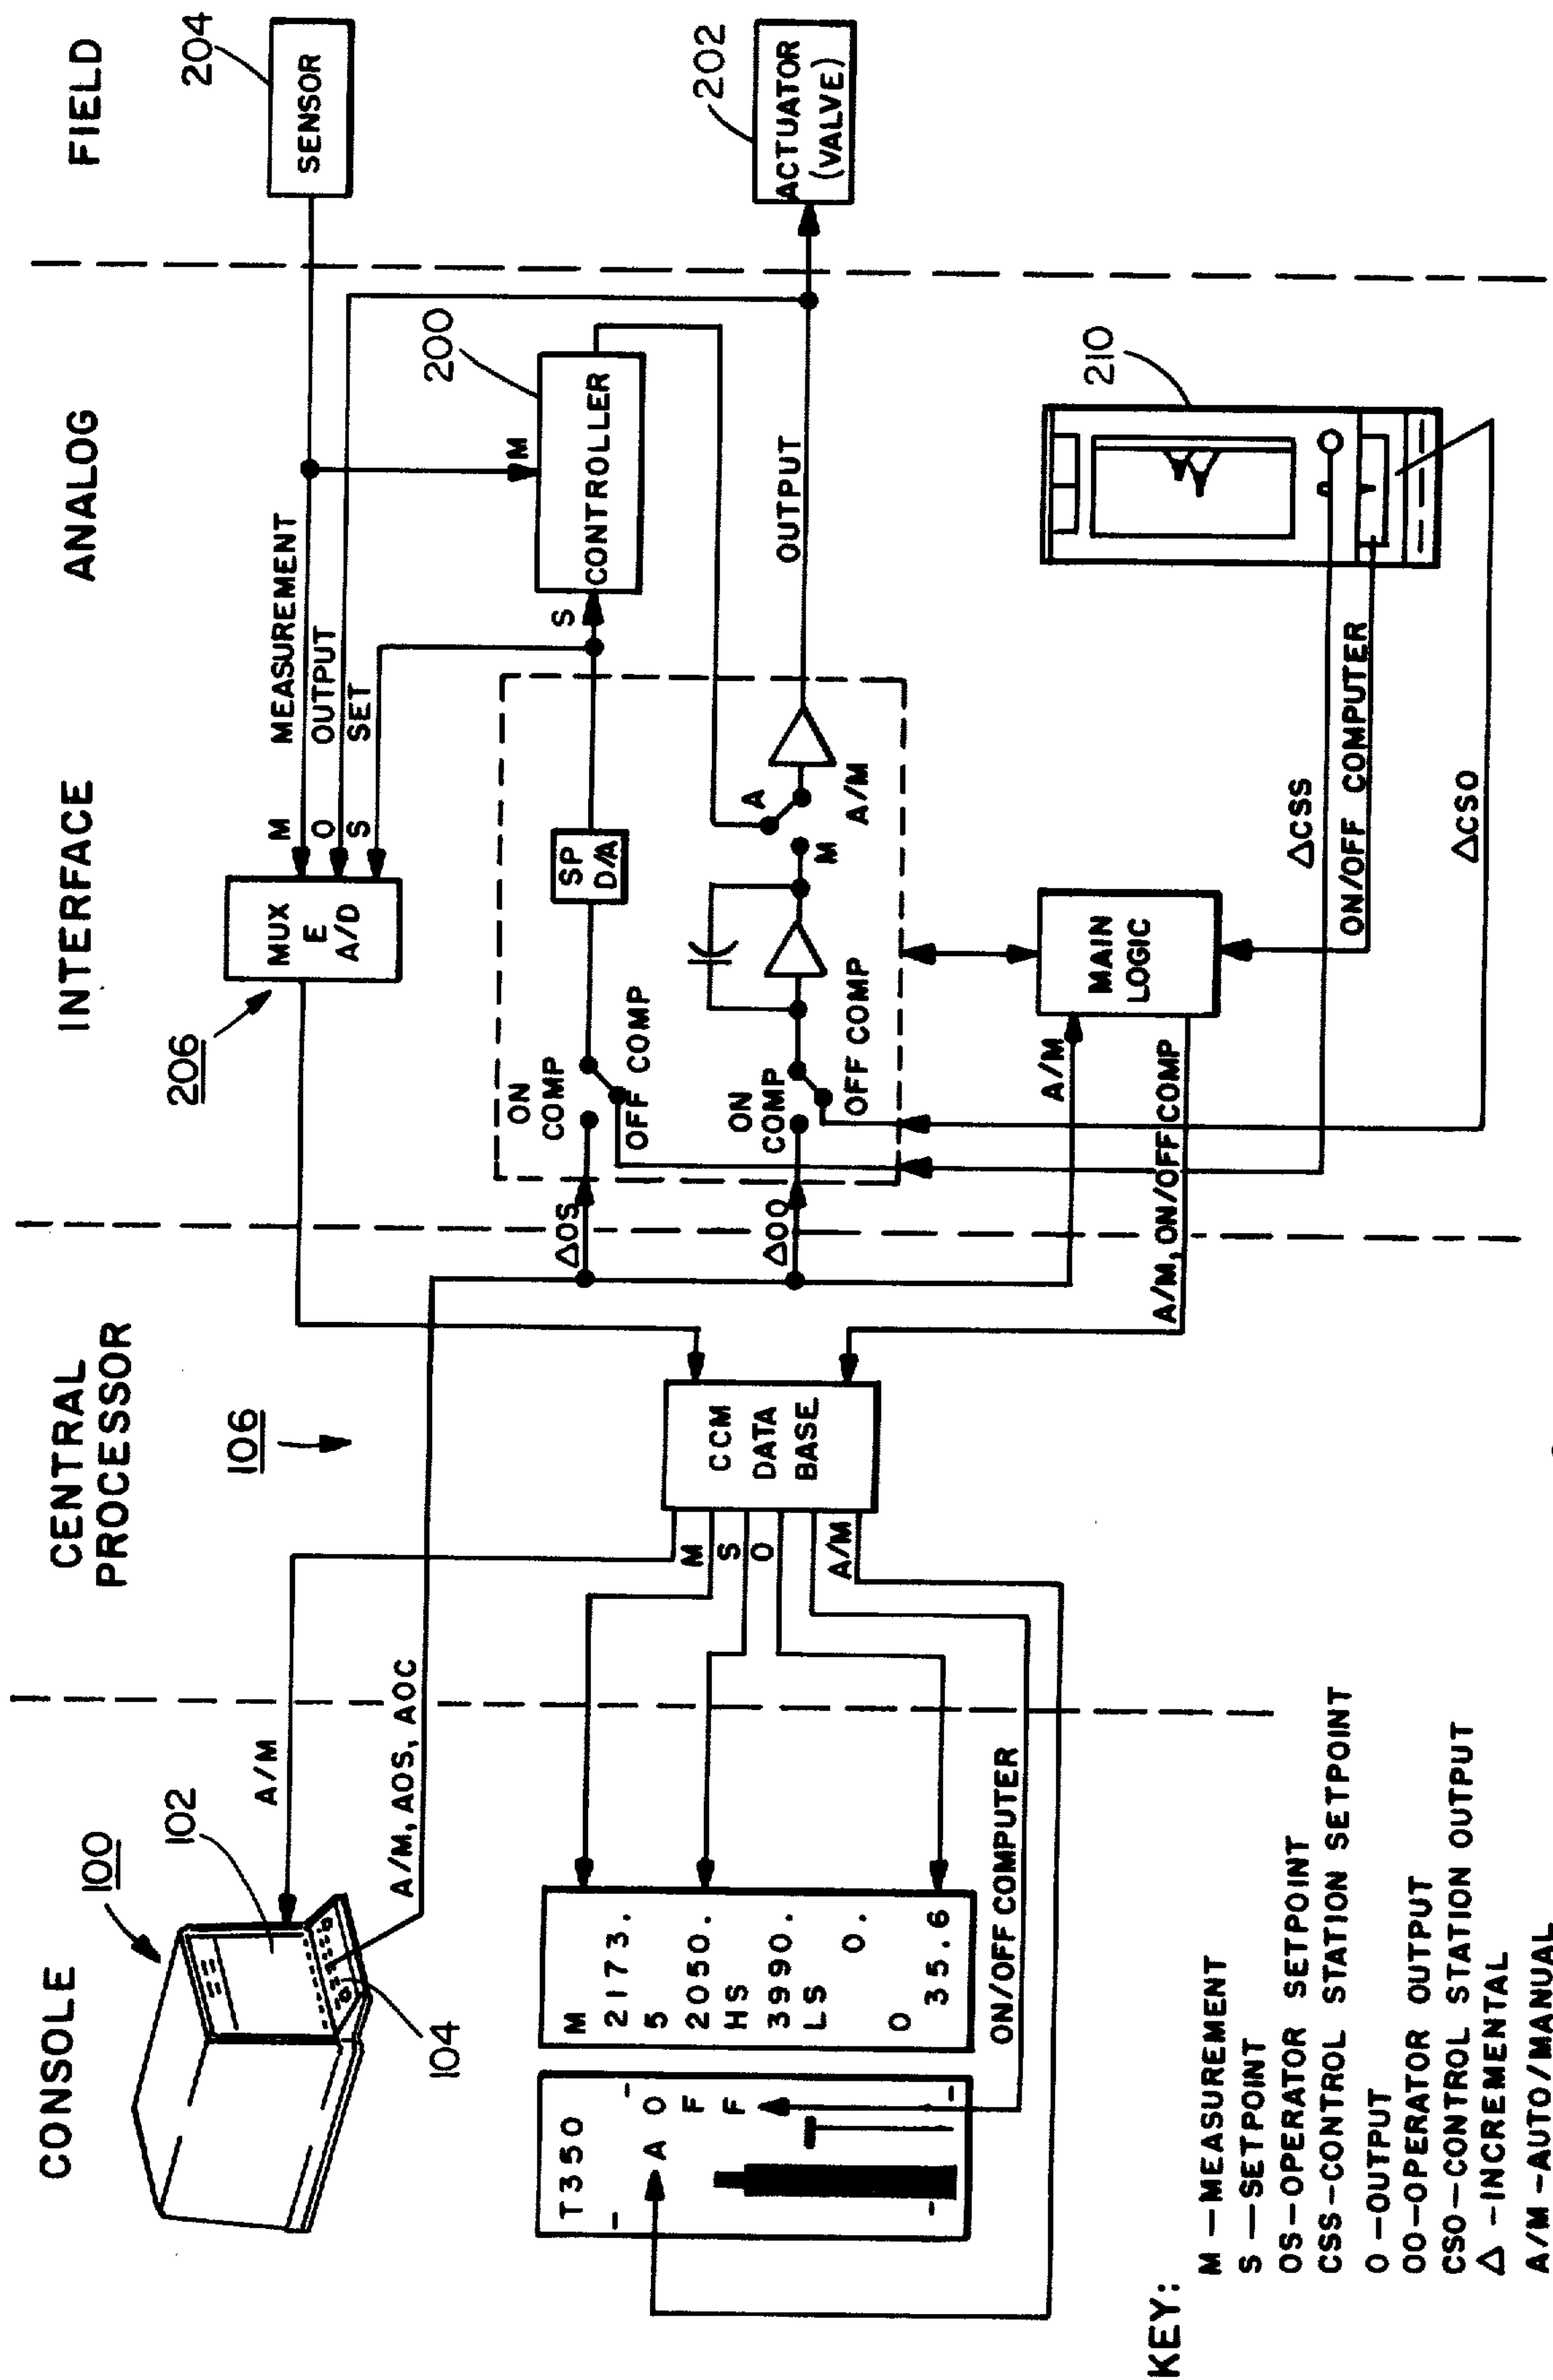 CONSOLE
CENTRAL
PROCESSOR
INTERFACE
ANALOG
FIELD
100
102
104
A/M
A/M, AOS, AOC
106
206
MUX
E
A/D
M
O
S
MEASUREMENT
OUTPUT
SET
204
SENSOR
200
M
S
CONTROLLER
202
ACTUATOR
(VALVE)
OUTPUT
ΔOS
ΔOO
ON
COMP
OFF COMP
SP
D/A
ON
COMP
OFF COMP
M
A
A/M
CCM
DATA
BASE
M
S
O
A/M
A/M
A/M, ON/OFF COMP
MAIN
LOGIC
ΔCSS
ON/OFF COMPUTER
ΔCSO
210
T350
A
O
F
F
M
2173.
5
2050.
HS
3990.
LS
0.
O
35.6
ON/OFF COMPUTER
KEY:
M — MEASUREMENT
S — SETPOINT
OS — OPERATOR SETPOINT
CSS — CONTROL STATION SETPOINT
O — OUTPUT
OO — OPERATOR OUTPUT
CSO — CONTROL STATION OUTPUT
Δ - INCREMENTAL
A/M - AUTO/MANUAL